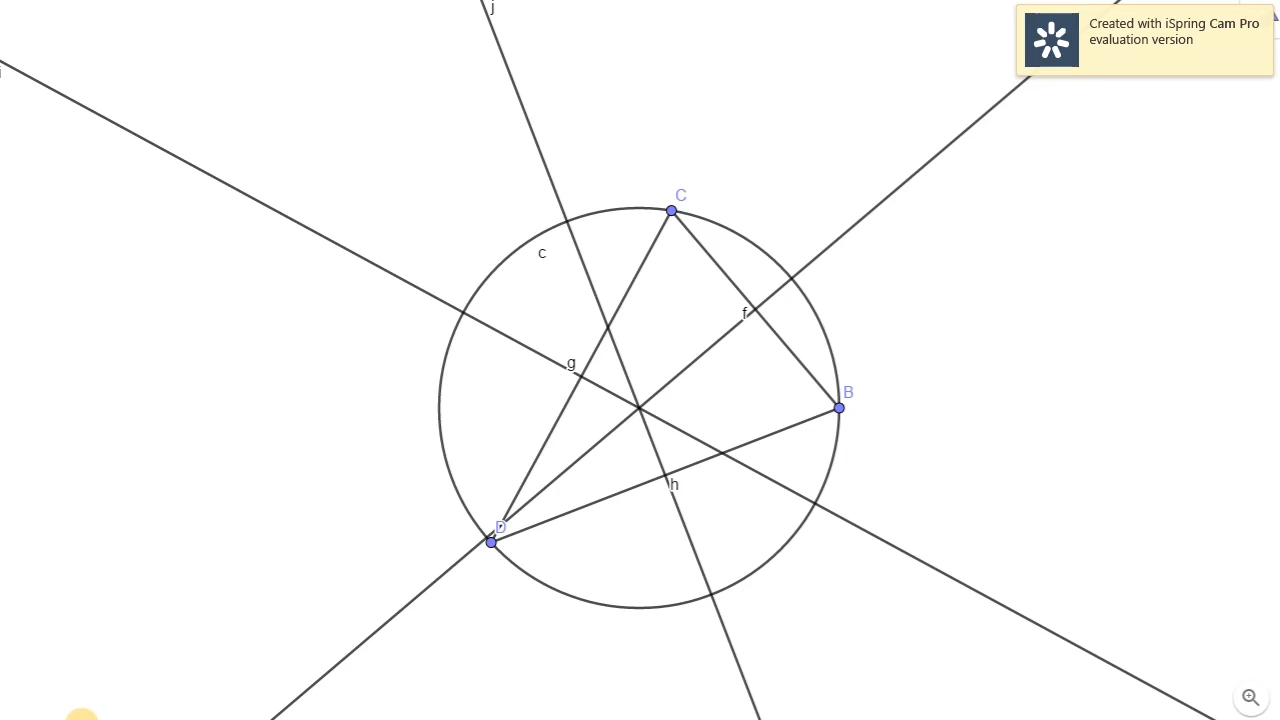 j
Created with iSpring Cam Pro
evaluation version
i
C
c
f
g
B
h
D